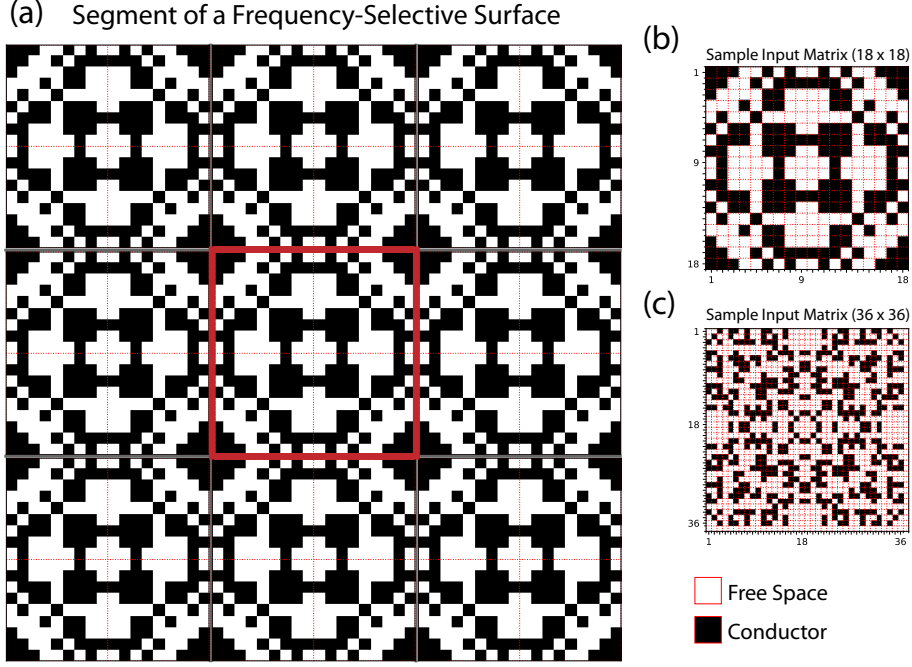 (a) Segment of a Frequency-Selective Surface
(b)
Sample Input Matrix (18 x 18)
1
9
18
1 9 18
(c)
Sample Input Matrix (36 x 36)
1
18
36
1 18 36
Free Space
Conductor